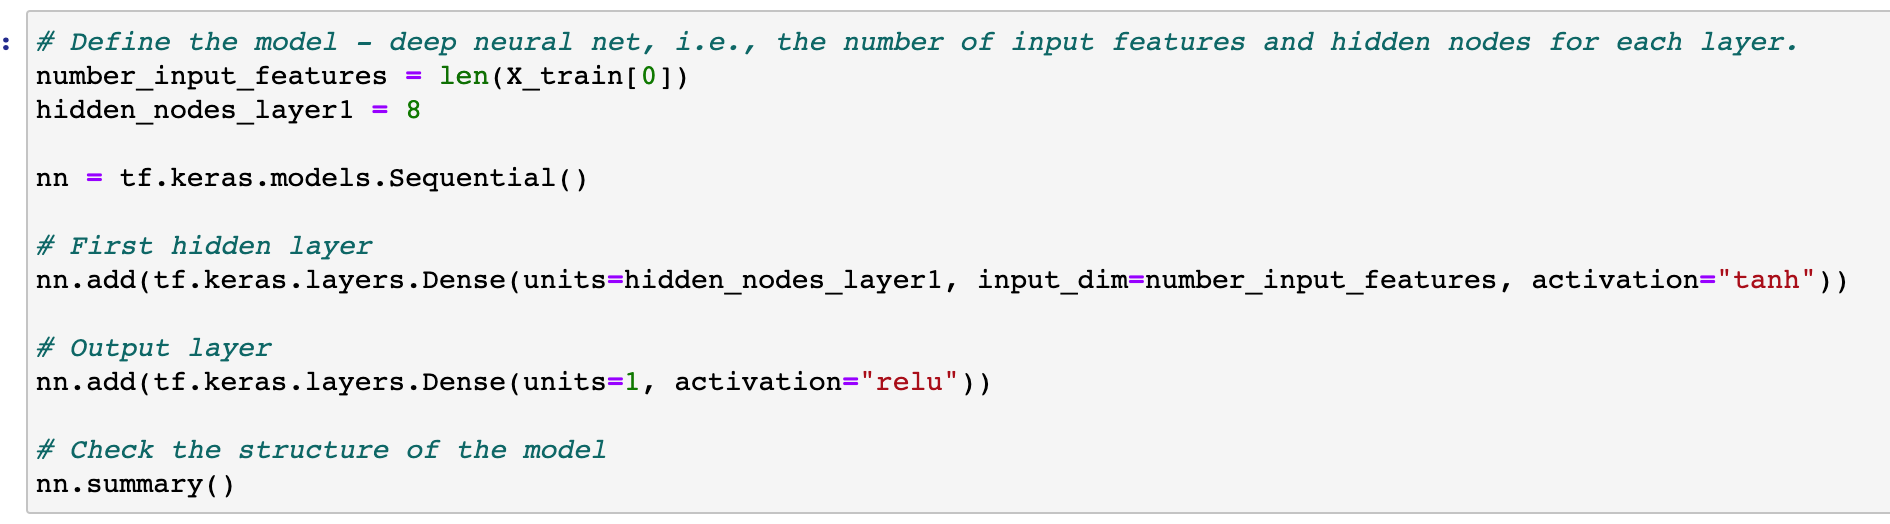 :
# Define the model - deep neural net, i.e., the number of input features and hidden nodes for each layer.
number_input_features = len(X_train[0])
hidden_nodes_layer1 = 8
nn = tf.keras.models.Sequential()
# First hidden layer
nn.add(tf.keras.layers.Dense(units=hidden_nodes_layer1, input_dim=number_input_features, activation="tanh"))
# Output layer
nn.add(tf.keras.layers.Dense(units=1, activation="relu"))
# Check the structure of the model
nn.summary()